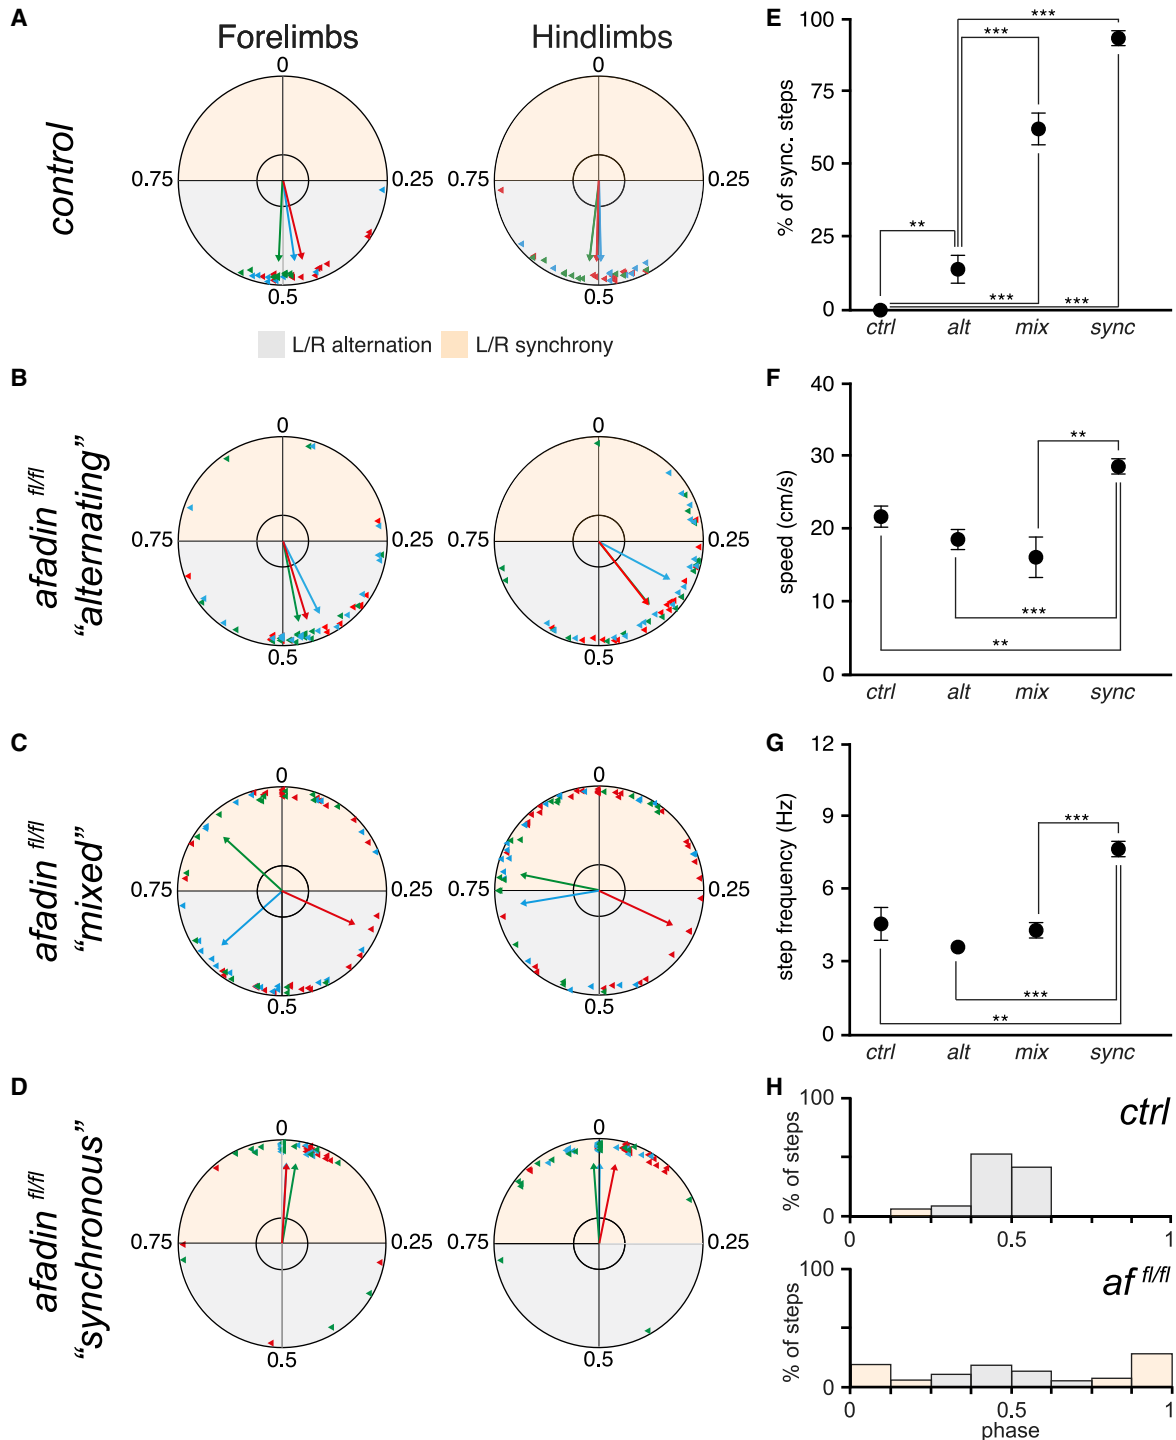 A
Forelimbs
Hindlimbs
control
0
0.75
0.25
0.5
0
0.75
0.25
0.5
L/R alternation
L/R synchrony
B
afadin fl/fl
“alternating”
0
0.75
0.25
0.5
0
0.75
0.25
0.5
C
afadin fl/fl
“mixed”
0
0.75
0.25
0.5
0
0.75
0.25
0.5
D
afadin fl/fl
“synchronous”
0
0.75
0.25
0.5
0
0.75
0.25
0.5
E
% of sync. steps
100
75
50
25
0
***
***
**
***
***
ctrl alt mix sync
F
speed (cm/s)
40
30
20
10
0
**
***
**
ctrl alt mix sync
G
step frequency (Hz)
12
9
6
3
0
***
***
**
ctrl alt mix sync
H
ctrl
% of steps
100
0
0 0.5 1
af fl/fl
% of steps
100
0
0 0.5 1
phase